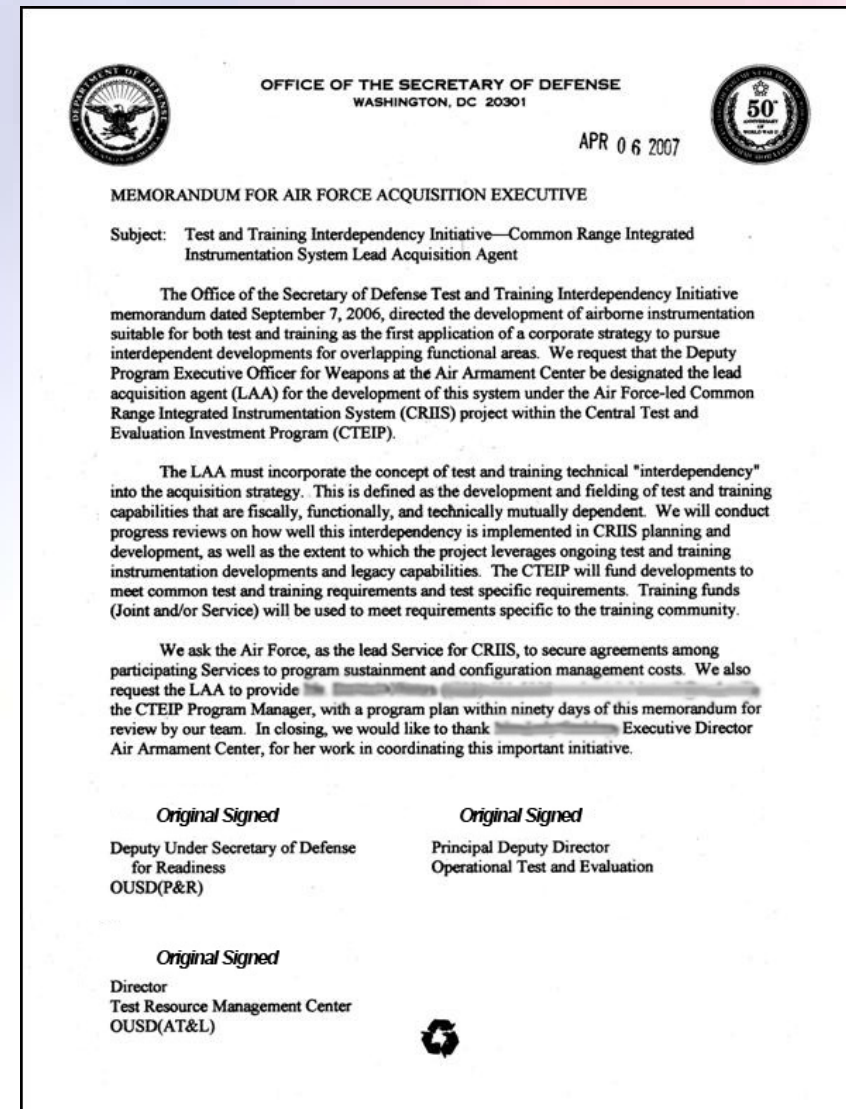 OFFICE OF THE SECRETARY OF DEFENSE
WASHINGTON, DC 20301
DEPARTMENT OF DEFENSE
UNITED STATES OF AMERICA
50
ANNIVERSARY
OF
WORLD WAR II
APR 06 2007
MEMORANDUM FOR AIR FORCE ACQUISITION EXECUTIVE
Subject: Test and Training Interdependency Initiative—Common Range Integrated
Instrumentation System Lead Acquisition Agent
The Office of the Secretary of Defense Test and Training Interdependency Initiative
memorandum dated September 7, 2006, directed the development of airborne instrumentation
suitable for both test and training as the first application of a corporate strategy to pursue
interdependent developments for overlapping functional areas. We request that the Deputy
Program Executive Officer for Weapons at the Air Armament Center be designated the lead
acquisition agent (LAA) for the development of this system under the Air Force-led Common
Range Integrated Instrumentation System (CRIIS) project within the Central Test and
Evaluation Investment Program (CTEIP).
The LAA must incorporate the concept of test and training technical "interdependency"
into the acquisition strategy. This is defined as the development and fielding of test and training
capabilities that are fiscally, functionally, and technically mutually dependent. We will conduct
progress reviews on how well this interdependency is implemented in CRIIS planning and
development, as well as the extent to which the project leverages ongoing test and training
instrumentation developments and legacy capabilities. The CTEIP will fund developments to
meet common test and training requirements and test specific requirements. Training funds
(Joint and/or Service) will be used to meet requirements specific to the training community.
We ask the Air Force, as the lead Service for CRIIS, to secure agreements among
participating Services to program sustainment and configuration management costs. We also
request the LAA to provide
the CTEIP Program Manager, with a program plan within ninety days of this memorandum for
review by our team. In closing, we would like to thank Executive Director
Air Armament Center, for her work in coordinating this important initiative.
Original Signed
Deputy Under Secretary of Defense
for Readiness
OUSD(P&R)
Original Signed
Principal Deputy Director
Operational Test and Evaluation
Original Signed
Director
Test Resource Management Center
OUSD(AT&L)